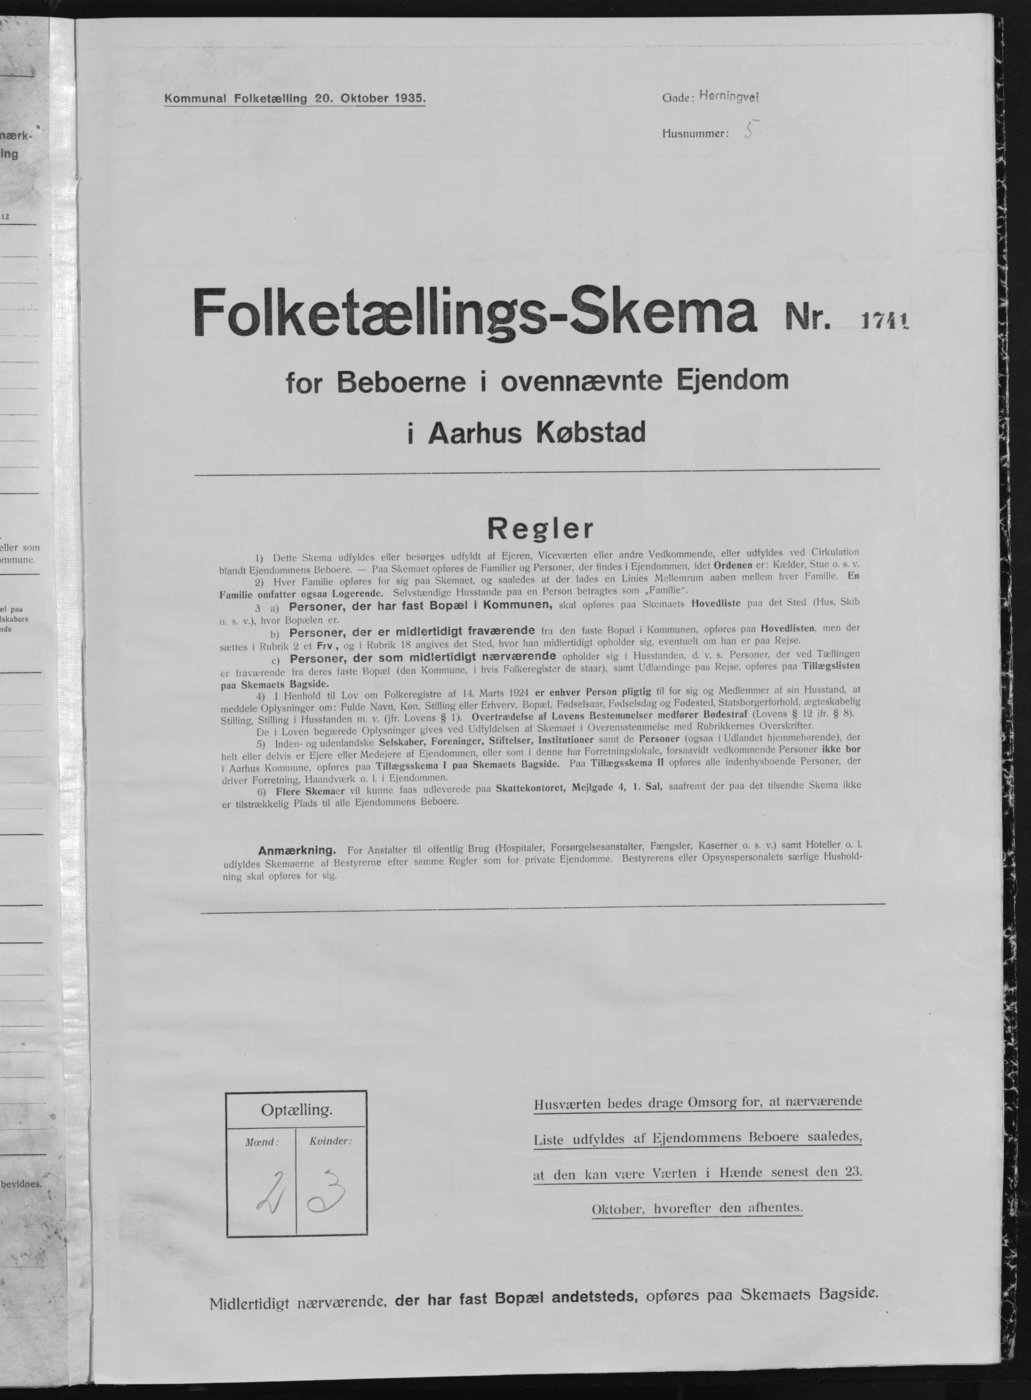 Kommunal Folketælling 20. Oktober 1935.
Gade: Herningvej
Husnummer: 5
Folketællings-Skema Nr. 1741
for Beboerne i ovennævnte Ejendom
i Aarhus Købstad
Regler
1) Dette Skema udfyldes eller besørges udfyldt af Ejeren, Viceværten eller andre Vedkommende, eller udfyldes ved Cirkulation
blandt Ejendommens Beboere. — Paa Skemaet opføres de Familier og Personer, der findes i Ejendommen, idet Ordenen er: Kælder, Stue o. s. v.
2) Hver Familie opføres for sig paa Skemaet, og saaledes at der lades en Linies Mellemrum aaben mellem hver Familie. En
Familie omfatter ogsaa Logerende. Selvstændige Husstande paa en Person betragtes som „Familie“.
3 a) Personer, der har fast Bopæl i Kommunen, skal opføres paa Skemaets Hovedliste paa det Sted (Hus, Skib
o. s. v.), hvor Bopælen er.
b) Personer, der er midlertidigt fraværende fra den faste Bopæl i Kommunen, opføres paa Hovedlisten, men der
sættes i Rubrik 2 et Frv., og i Rubrik 18 angives det Sted, hvor han midlertidigt opholder sig, eventuelt om han er paa Rejse.
c) Personer, der som midlertidigt nærværende opholder sig i Husstanden, d. v. s. Personer, der ved Tællingen
er fraværende fra deres faste Bopæl (den Kommune, i hvis Folkeregister de staar), samt Udlændinge paa Rejse, opføres paa Tillægslisten
paa Skemaets Bagside.
4) I Henhold til Lov om Folkeregistre af 14. Marts 1924 er enhver Person pligtig til for sig og Medlemmer af sin Husstand, at
meddele Oplysninger om: Fulde Navn, Køn, Stilling eller Erhverv, Bopæl, Fødselsaar, Fødselsdag og Fødested, Statsborgerforhold, ægteskabelig
Stilling, Stilling i Husstanden m. v. (jfr. Lovens § 1). Overtrædelse af Lovens Bestemmelser medfører Bødestraf (Lovens § 12 jfr. § 8).
De i Loven begærede Oplysninger gives ved Udfyldelsen af Skemaet i Overensstemmelse med Rubrikkernes Overskrifter.
5) Inden- og udenlandske Selskaber, Foreninger, Stiftelser, Institutioner samt de Personer (ogsaa i Udlandet hjemmehørende), der
helt eller delvis er Ejere eller Medejere af Ejendommen, eller som i denne har Forretningslokale, forsaavidt vedkommende Personer ikke bor
i Aarhus Kommune, opføres paa Tillægsskema I paa Skemaets Bagside. Paa Tillægsskema II opføres alle indenbysboende Personer, der
driver Forretning, Haandværk o. l. i Ejendommen.
6) Flere Skemaer vil kunne faas udleverede paa Skattekontoret, Mejlgade 4, 1. Sal, saafremt der paa det tilsendte Skema ikke
er tilstrækkelig Plads til alle Ejendommens Beboere.
Anmærkning. For Anstalter til offentlig Brug (Hospitaler, Forsørgelsesanstalter, Fængsler, Kaserner o. s. v.) samt Hoteller o. l.
udfyldes Skemaerne af Bestyrerne efter samme Regler som for private Ejendomme. Bestyrerens eller Opsynspersonalets særlige Hushold-
ning skal opføres for sig.
Optælling.
Mænd: Kvinder:
2 3
Husværten bedes drage Omsorg for, at nærværende
Liste udfyldes af Ejendommens Beboere saaledes,
at den kan være Værten i Hænde senest den 23.
Oktober, hvorefter den afhentes.
Midlertidigt nærværende, der har fast Bopæl andetsteds, opføres paa Skemaets Bagside.